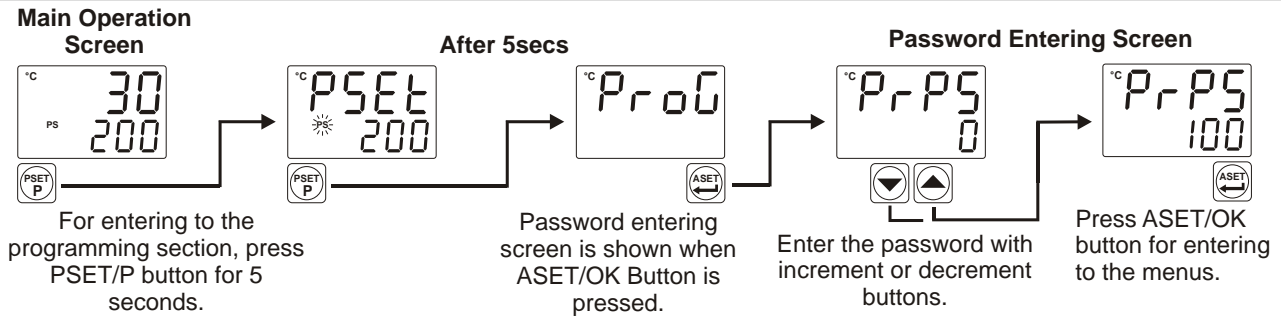 Main Operation
Screen
After 5secs
Password Entering Screen
°C 30
PS 200
°C PSEt
PS 200
°C ProG
°C PrPS
0
°C PrPS
100
PSET
P
PSET
P
ASET
ASET
For entering to the
programming section, press
PSET/P button for 5
seconds.
Password entering
screen is shown when
ASET/OK Button is
pressed.
Enter the password with
increment or decrement
buttons.
Press ASET/OK
button for entering
to the menus.